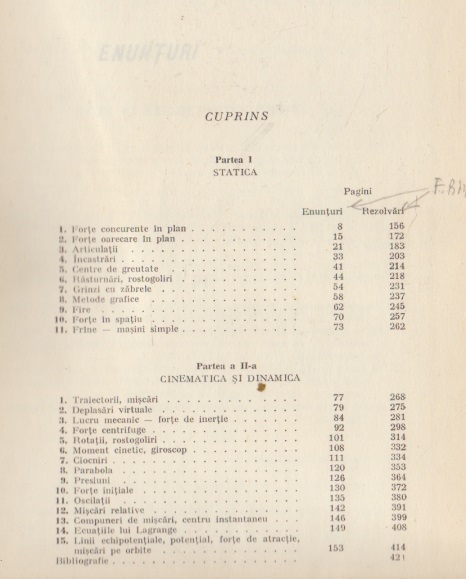 ENUNȚURI
CUPRINS
Partea I
STATICA
Pagini
Enunțuri Rezolvări
1. Forțe concurente în plan . . . . . . . . . . . 8 156
2. Forțe oarecare în plan . . . . . . . . . . . 15 172
3. Articulații . . . . . . . . . . . 21 183
4. Încastrări . . . . . . . . . . . 33 203
5. Centre de greutate . . . . . . . . . . . 41 214
6. Răsturnări, rostogoliri . . . . . . . . . . . 44 218
7. Grinzi cu zăbrele . . . . . . . . . . . 54 231
8. Metode grafice . . . . . . . . . . . 58 237
9. Fire . . . . . . . . . . . 62 245
10. Forțe în spațiu . . . . . . . . . . . 70 257
11. Frîne — mașini simple . . . . . . . . . . . 73 262
Partea a II-a
CINEMATICA ȘI DINAMICA
1. Traiectorii, mișcări . . . . . . . . . . . 77 268
2. Deplasări virtuale . . . . . . . . . . . 79 275
3. Lucru mecanic — forțe de inerție . . . . . . . . 84 281
4. Forțe centrifuge . . . . . . . . . . . 92 298
5. Rotații, rostogoliri . . . . . . . . . . . 101 314
6. Moment cinetic, giroscop . . . . . . . . . . . 108 332
7. Ciocniri . . . . . . . . . . . 111 334
8. Parabola . . . . . . . . . . . 120 353
9. Presiuni . . . . . . . . . . . 126 364
10. Forțe inițiale . . . . . . . . . . . 130 372
11. Oscilații . . . . . . . . . . . 135 380
12. Mișcări relative . . . . . . . . . . . 142 391
13. Compuneri de mișcări, centru instantaneu . . . 146 399
14. Ecuațiile lui Lagrange . . . . . . . . . . . 149 408
15. Linii echipotențiale, potențial, forțe de atracție,
mișcări pe orbite . . . . . . . . . . . 153 414
Bibliografie . . . . . . . . . . . 421